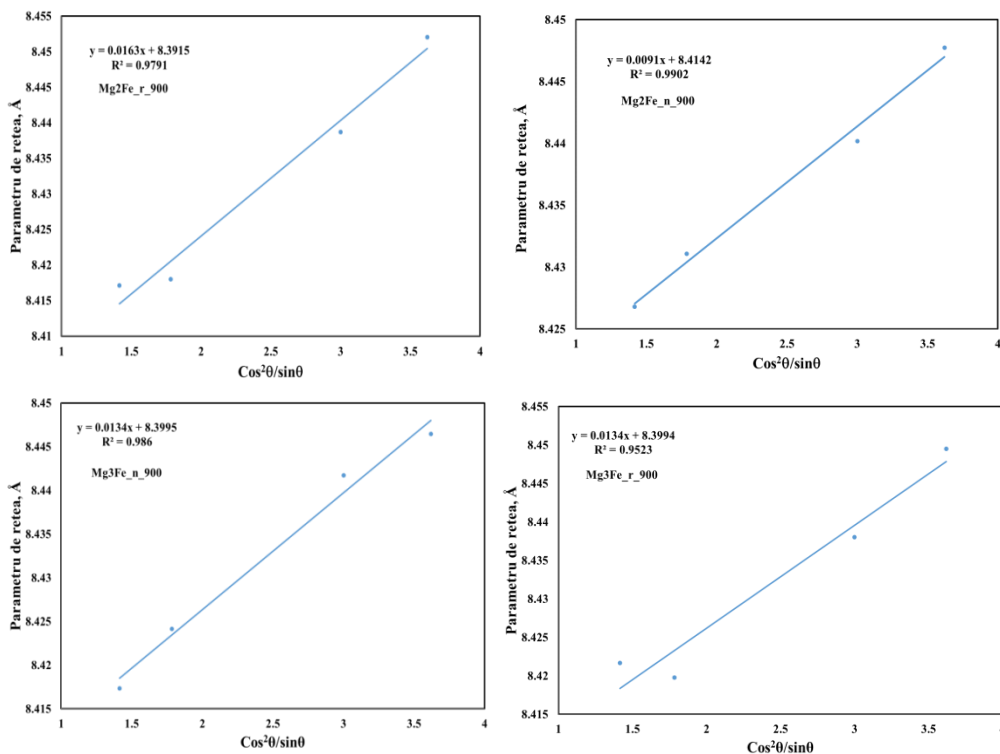 8.455
8.45
8.445
8.44
8.435
8.43
8.425
8.42
8.415
8.41
Parametru de retea, Å
y = 0.0163x + 8.3915
R² = 0.9791
Mg2Fe_r_900
1 1.5 2 2.5 3 3.5 4
Cos²θ/sinθ
8.45
8.445
8.44
8.435
8.43
8.425
Parametru de retea, Å
y = 0.0091x + 8.4142
R² = 0.9902
Mg2Fe_n_900
1 1.5 2 2.5 3 3.5 4
Cos²θ/sinθ
8.45
8.445
8.44
8.435
8.43
8.425
8.42
8.415
Parametru de retea, Å
y = 0.0134x + 8.3995
R² = 0.986
Mg3Fe_n_900
1 1.5 2 2.5 3 3.5 4
Cos²θ/sinθ
8.455
8.45
8.445
8.44
8.435
8.43
8.425
8.42
8.415
Parametru de retea, Å
y = 0.0134x + 8.3994
R² = 0.9523
Mg3Fe_r_900
1 1.5 2 2.5 3 3.5 4
Cos²θ/sinθ